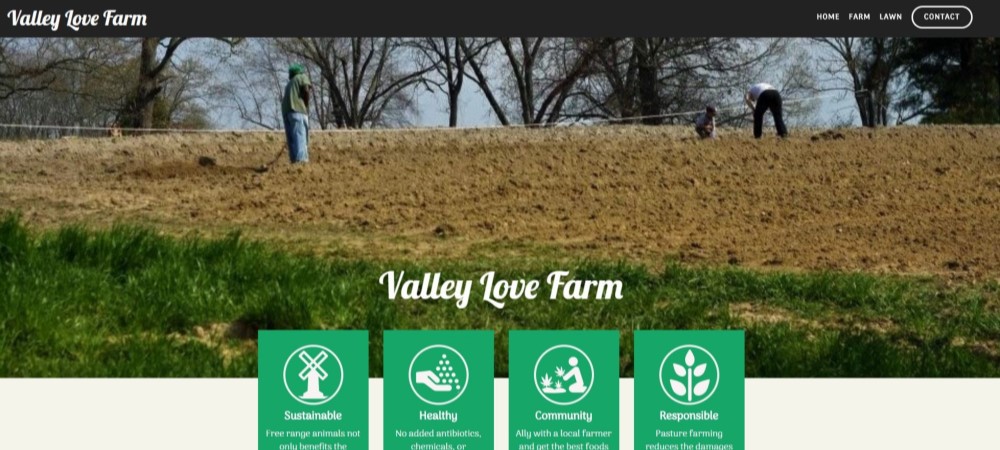 Valley Love Farm
HOME FARM LAWN CONTACT
Valley Love Farm
Sustainable
Free range animals not
only benefits the
Healthy
No added antibiotics,
chemicals, or
Community
Ally with a local farmer
and get the best foods
Responsible
Pasture farming
reduces the damages